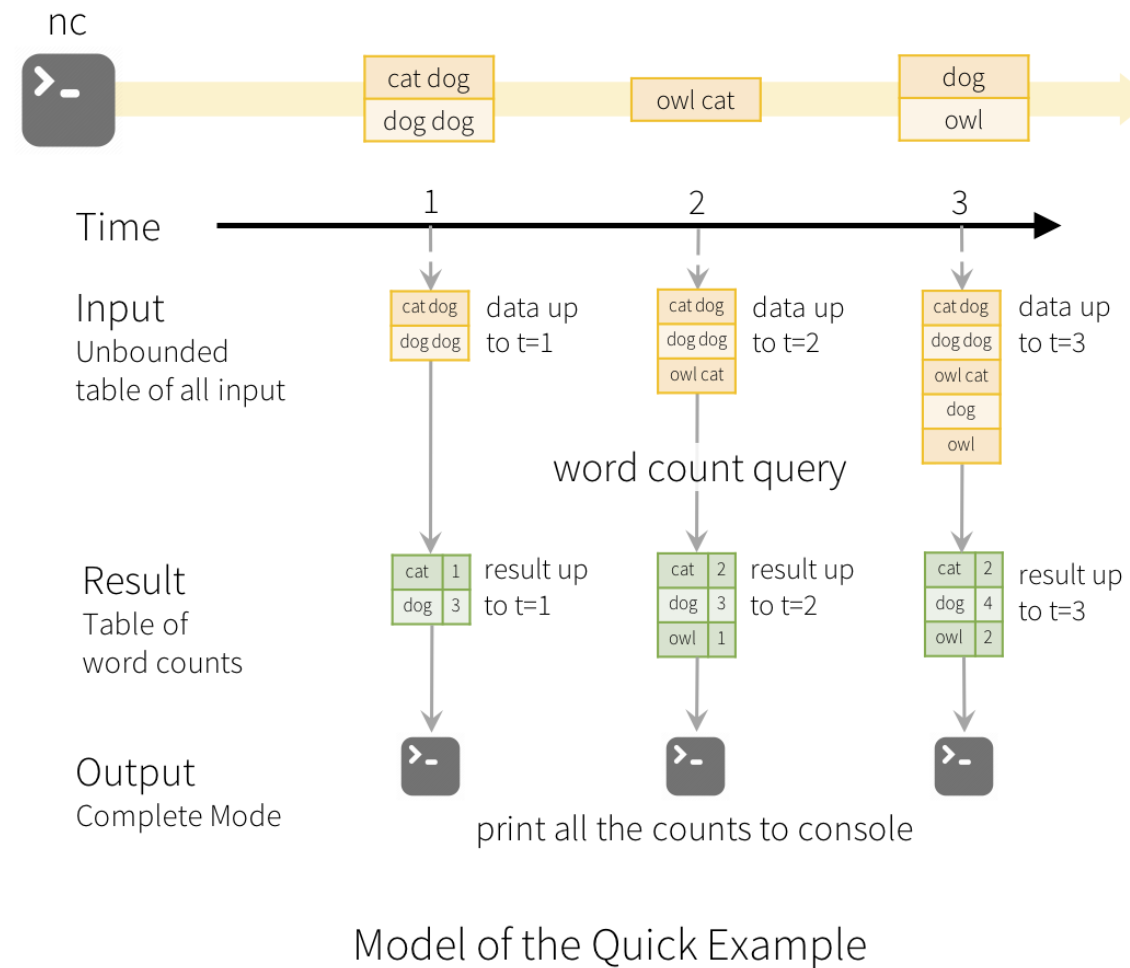 nc
cat dog
dog dog
owl cat
dog
owl
Time
1
2
3
Input
Unbounded
table of all input
cat dog
dog dog
data up
to t=1
cat dog
dog dog
owl cat
data up
to t=2
cat dog
dog dog
owl cat
dog
owl
data up
to t=3
word count query
Result
Table of
word counts
cat 1
dog 3
result up
to t=1
cat 2
dog 3
owl 1
result up
to t=2
cat 2
dog 4
owl 2
result up
to t=3
Output
Complete Mode
print all the counts to console
Model of the Quick Example